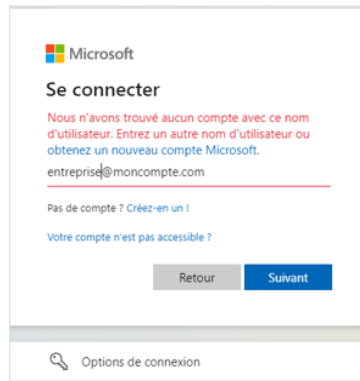 Microsoft
Se connecter
Nous n'avons trouvé aucun compte avec ce nom
d'utilisateur. Entrez un autre nom d'utilisateur ou
obtenez un nouveau compte Microsoft.
entreprise@moncompte.com
Pas de compte ? Créez-en un !
Votre compte n'est pas accessible ?
Retour
Suivant
Options de connexion